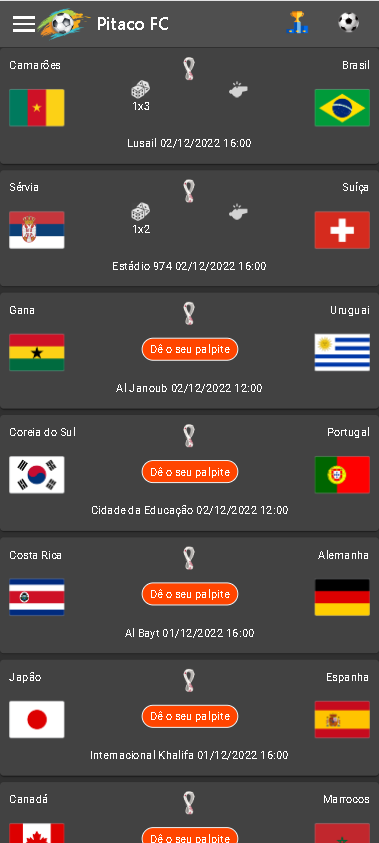 Pitaco FC
Camarões Brasil
1x3
Lusail 02/12/2022 16:00
Sérvia Suíça
1x2
Estádio 974 02/12/2022 16:00
Gana Uruguai
Dê o seu palpite
Al Janoub 02/12/2022 12:00
Coreia do Sul Portugal
Dê o seu palpite
Cidade da Educação 02/12/2022 12:00
Costa Rica Alemanha
Dê o seu palpite
Al Bayt 01/12/2022 16:00
Japão Espanha
Dê o seu palpite
Internacional Khalifa 01/12/2022 16:00
Canadá Marrocos
Dê o seu palpite